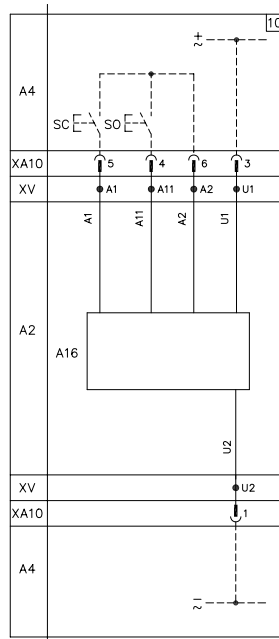 10
+
~
A4
SC
SO
XA10 5 4 6 3
XV A1 A11 A2 U1
A1 A11 A2 U1
A2
A16
U2
XV U2
XA10 1
A4
–
~